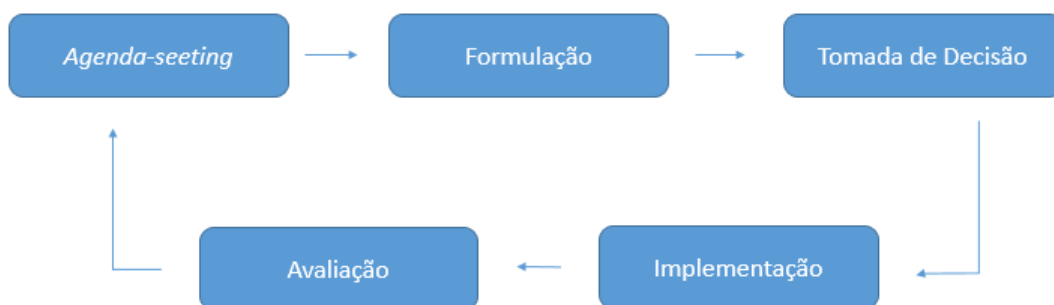 Agenda-seeting
Formulação
Tomada de Decisão
Avaliação
Implementação